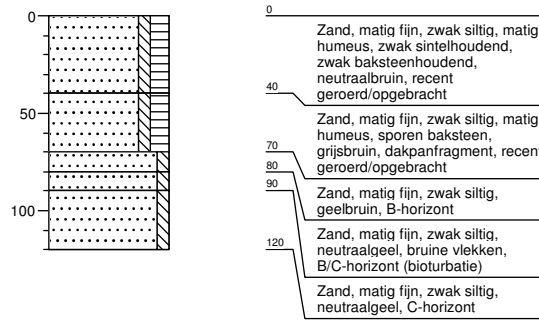 0
50
100
0
Zand, matig fijn, zwak siltig, matig
humeus, zwak sintelhoudend,
zwak baksteenhoudend,
neutraalbruin, recent
geroerd/opgebracht
40
Zand, matig fijn, zwak siltig, matig
humeus, sporen baksteen,
grijsbruin, dakpanfragment, recent
geroerd/opgebracht
70
Zand, matig fijn, zwak siltig,
geelbruin, B-horizont
80
Zand, matig fijn, zwak siltig,
neutraalgeel, bruine vlekken,
B/C-horizont (bioturbatie)
90
Zand, matig fijn, zwak siltig,
neutraalgeel, C-horizont
120